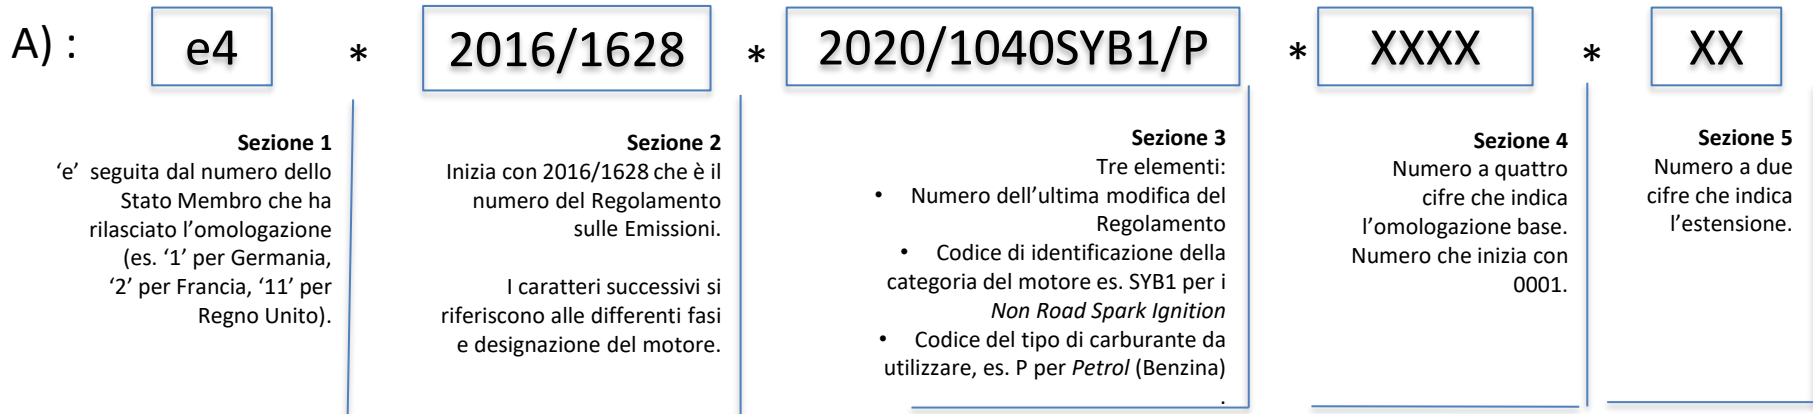 A) : e4 * 2016/1628 * 2020/1040SYB1/P * XXXX * XX
Sezione 1
‘e’ seguita dal numero dello
Stato Membro che ha
rilasciato l’omologazione
(es. ‘1’ per Germania,
‘2’ per Francia, ‘11’ per
Regno Unito).
Sezione 2
Inizia con 2016/1628 che è il
numero del Regolamento
sulle Emissioni.
I caratteri successivi si
riferiscono alle differenti fasi
e designazione del motore.
Sezione 3
Tre elementi:
• Numero dell’ultima modifica del
Regolamento
• Codice di identificazione della
categoria del motore es. SYB1 per i
Non Road Spark Ignition
• Codice del tipo di carburante da
utilizzare, es. P per Petrol (Benzina)
.
Sezione 4
Numero a quattro
cifre che indica
l’omologazione base.
Numero che inizia con
0001.
Sezione 5
Numero a due
cifre che indica
l’estensione.